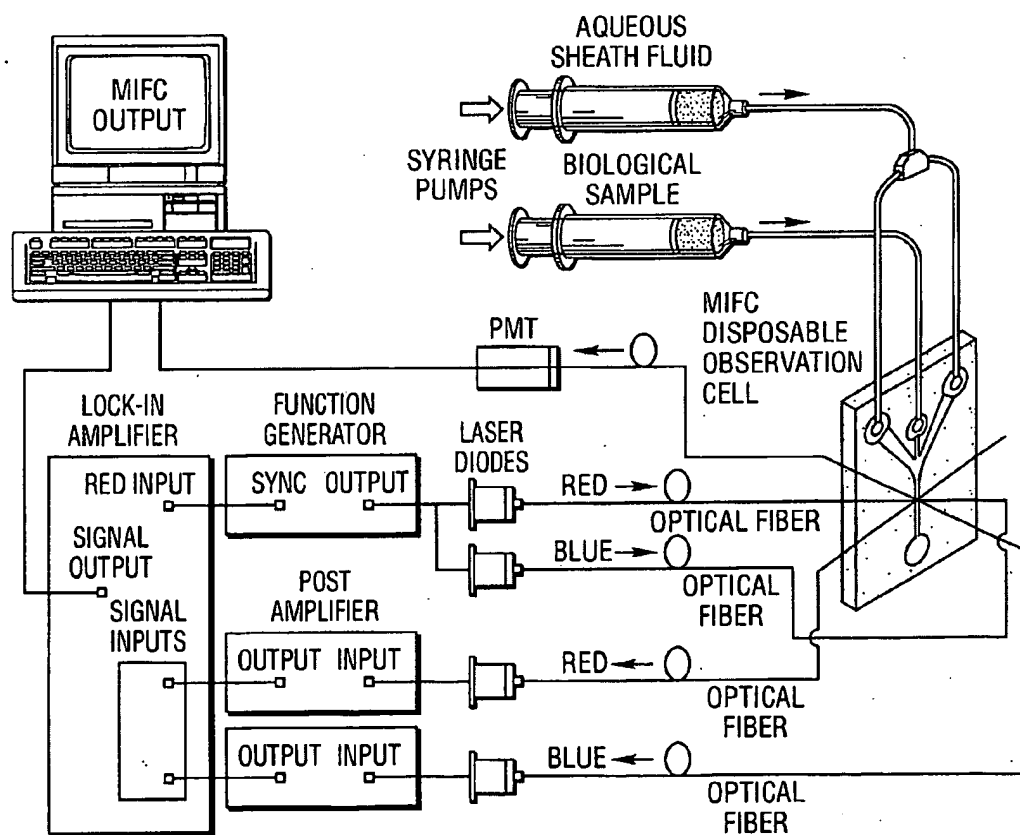 MIFC
OUTPUT
AQUEOUS
SHEATH FLUID
SYRINGE
PUMPS
BIOLOGICAL
SAMPLE
MIFC
DISPOSABLE
OBSERVATION
CELL
PMT
LOCK-IN
AMPLIFIER
FUNCTION
GENERATOR
LASER
DIODES
RED INPUT
SYNC OUTPUT
RED
OPTICAL FIBER
BLUE
OPTICAL
FIBER
SIGNAL
OUTPUT
SIGNAL
INPUTS
POST
AMPLIFIER
OUTPUT INPUT
RED
OPTICAL
FIBER
OUTPUT INPUT
BLUE
OPTICAL
FIBER